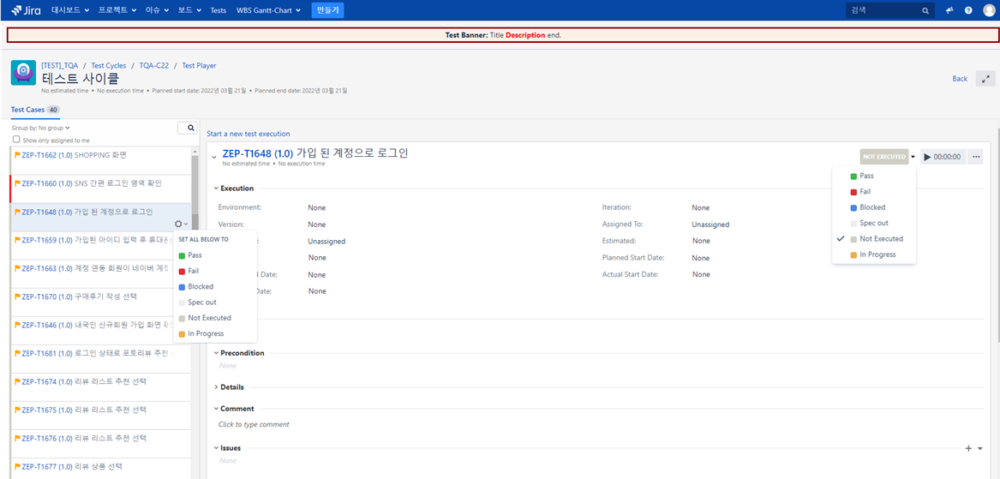 Jira 대시보드 프로젝트 이슈 보드 Tests WBS Gantt-Chart 만들기 검색
Test Banner: Title Description end.
[TEST]_TQA / Test Cycles / TQA-C22 / Test Player
테스트 사이클
No estimated time • No execution time • Planned start date: 2022년 03월 21일 • Planned end date: 2022년 03월 21일
Back
Test Cases 40
Group by: No group
Show only assigned to me
ZEP-T1662 (1.0) SHOPPING 화면
ZEP-T1660 (1.0) SNS 간편 로그인 영역 확인
ZEP-T1648 (1.0) 가입 된 계정으로 로그인
ZEP-T1659 (1.0) 가입된 아이디 입력 후 휴대폰
ZEP-T1663 (1.0) 계정 연동 회원이 네이버 계정
ZEP-T1670 (1.0) 구매후기 작성 선택
ZEP-T1646 (1.0) 내국인 신규회원 가입 화면
ZEP-T1681 (1.0) 로그인 상태로 포토리뷰 추천
ZEP-T1674 (1.0) 리뷰 리스트 추천 선택
ZEP-T1675 (1.0) 리뷰 리스트 추천 선택
ZEP-T1676 (1.0) 리뷰 리스트 추천 선택
ZEP-T1677 (1.0) 리뷰 상품 선택
SET ALL BELOW TO
Pass
Fail
Blocked
Spec out
Not Executed
In Progress
Start a new test execution
ZEP-T1648 (1.0) 가입 된 계정으로 로그인
No estimated time • No execution time
NOT EXECUTED 00:00:00
Pass
Fail
Blocked
Spec out
Not Executed
In Progress
Execution
Environment: None
Version: None
Unassigned
None
d Date: None
Date: None
Iteration: None
Assigned To: Unassigned
Estimated: None
Planned Start Date: None
Actual Start Date: None
Precondition
None
Details
Comment
Click to type comment
Issues
None